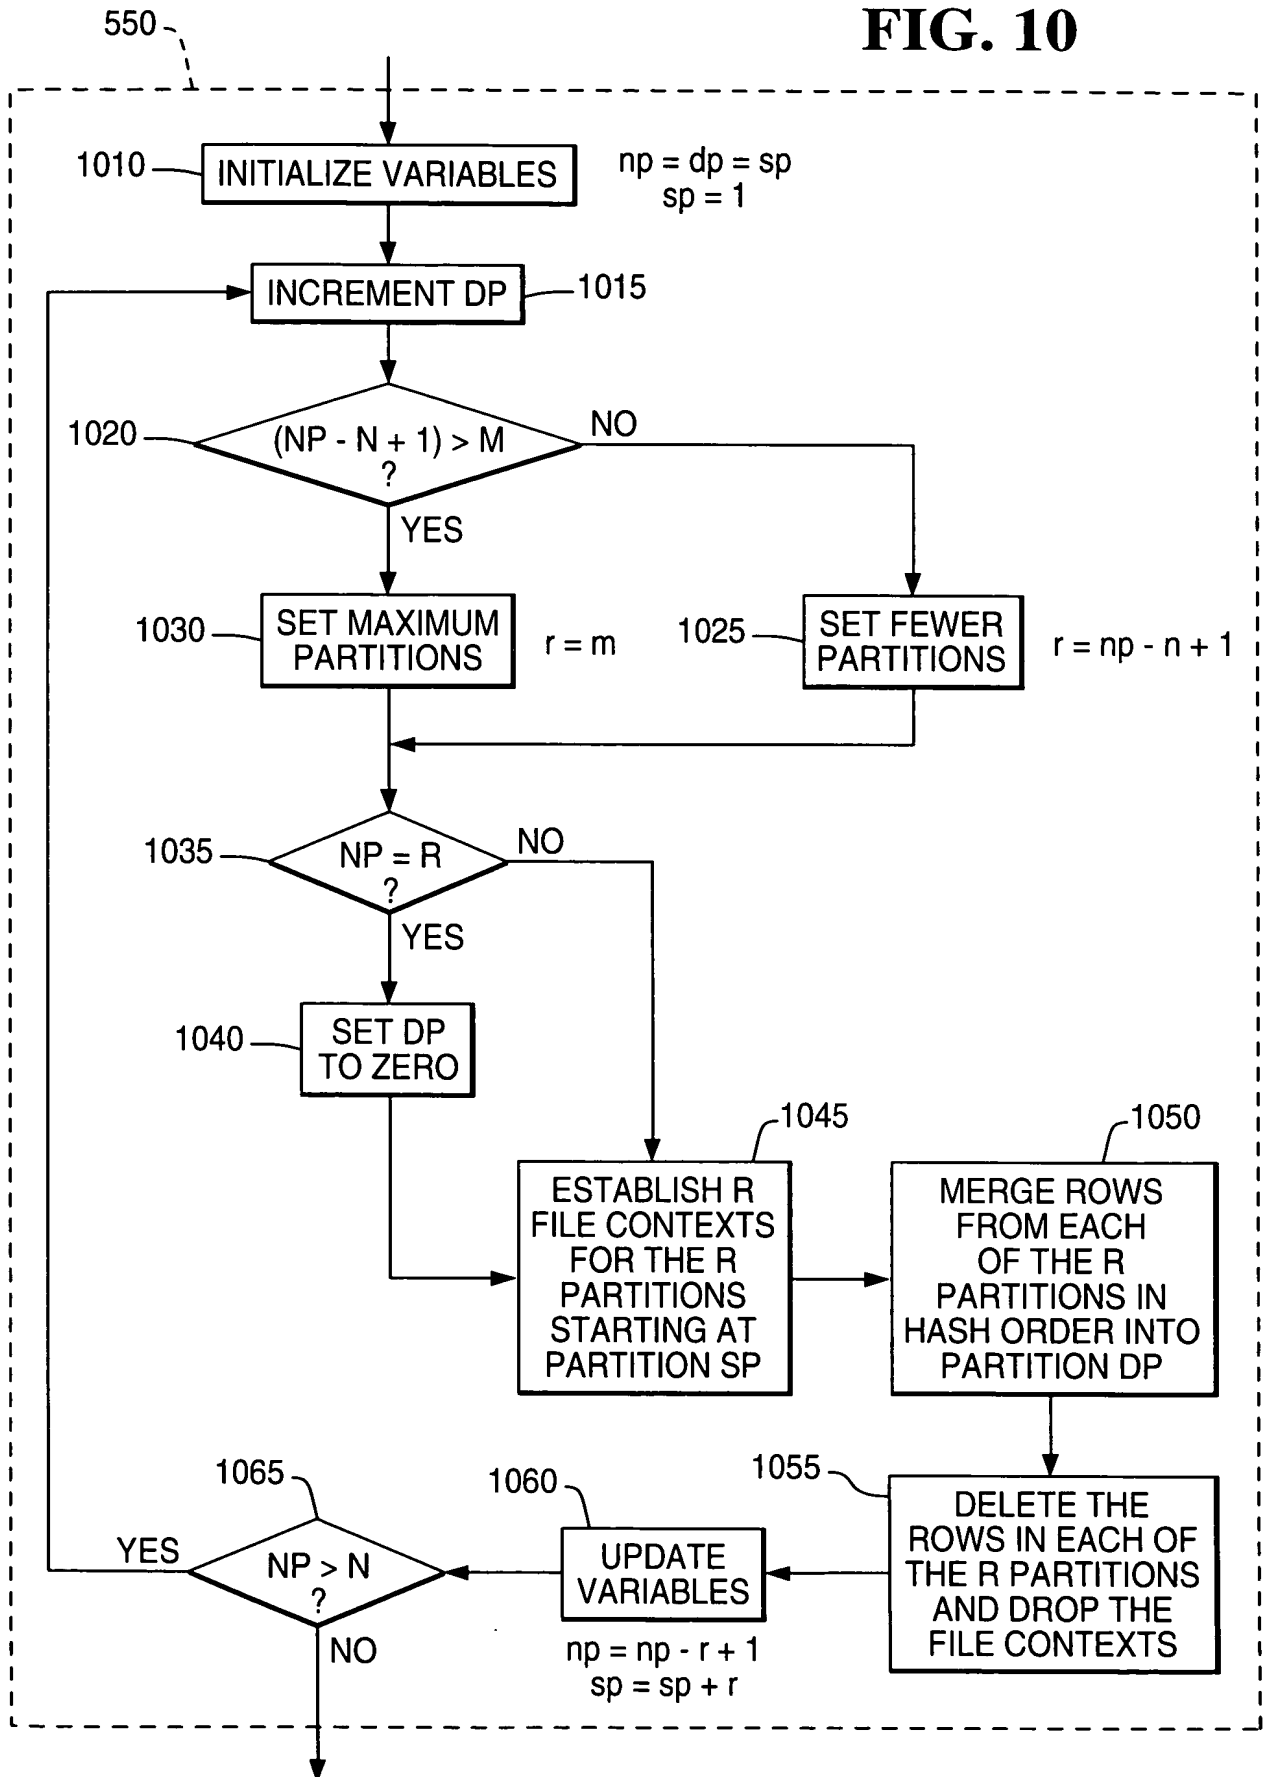 FIG. 10
550
1010
INITIALIZE VARIABLES
np = dp = sp
sp = 1
INCREMENT DP
1015
1020
(NP - N + 1) > M
?
NO
YES
1030
SET MAXIMUM
PARTITIONS
r = m
1025
SET FEWER
PARTITIONS
r = np - n + 1
1035
NP = R
?
NO
YES
1040
SET DP
TO ZERO
1045
ESTABLISH R
FILE CONTEXTS
FOR THE R
PARTITIONS
STARTING AT
PARTITION SP
1050
MERGE ROWS
FROM EACH
OF THE R
PARTITIONS IN
HASH ORDER INTO
PARTITION DP
1055
DELETE THE
ROWS IN EACH OF
THE R PARTITIONS
AND DROP THE
FILE CONTEXTS
1060
UPDATE
VARIABLES
np = np - r + 1
sp = sp + r
1065
NP > N
?
YES
NO